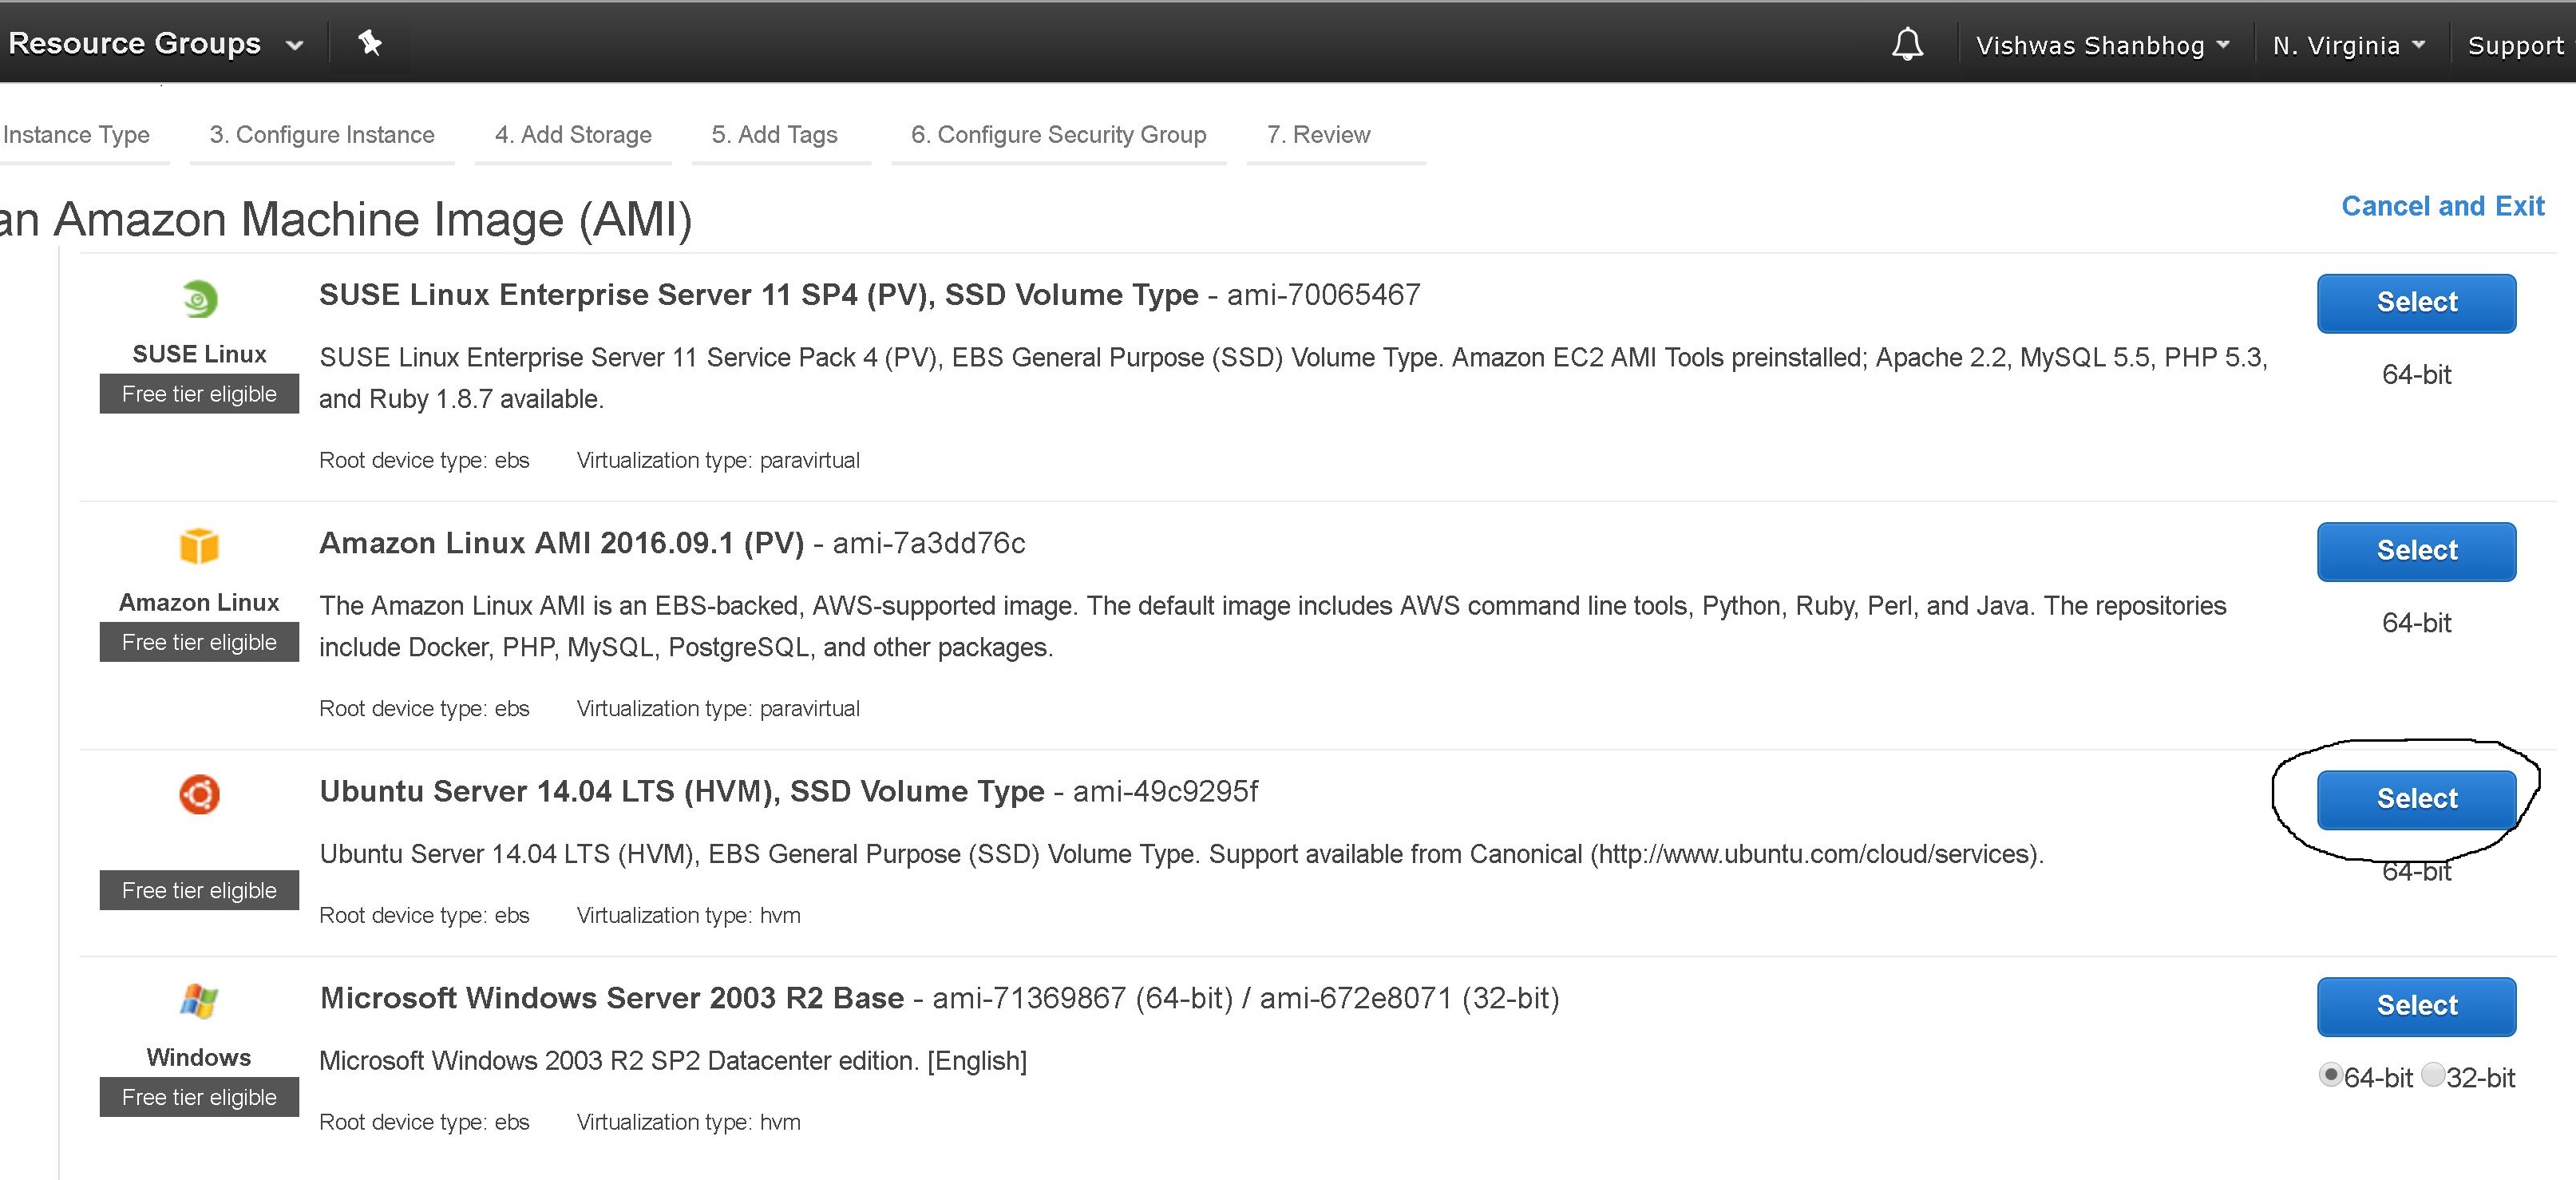 Resource Groups
Vishwas Shanbhog
N. Virginia
Support
Instance Type
3. Configure Instance
4. Add Storage
5. Add Tags
6. Configure Security Group
7. Review
an Amazon Machine Image (AMI)
Cancel and Exit
SUSE Linux Enterprise Server 11 SP4 (PV), SSD Volume Type - ami-70065467
Select
SUSE Linux
Free tier eligible
SUSE Linux Enterprise Server 11 Service Pack 4 (PV), EBS General Purpose (SSD) Volume Type. Amazon EC2 AMI Tools preinstalled; Apache 2.2, MySQL 5.5, PHP 5.3,
and Ruby 1.8.7 available.
64-bit
Root device type: ebs
Virtualization type: paravirtual
Amazon Linux AMI 2016.09.1 (PV) - ami-7a3dd76c
Select
Amazon Linux
Free tier eligible
The Amazon Linux AMI is an EBS-backed, AWS-supported image. The default image includes AWS command line tools, Python, Ruby, Perl, and Java. The repositories
include Docker, PHP, MySQL, PostgreSQL, and other packages.
64-bit
Root device type: ebs
Virtualization type: paravirtual
Ubuntu Server 14.04 LTS (HVM), SSD Volume Type - ami-49c9295f
Select
Free tier eligible
Ubuntu Server 14.04 LTS (HVM), EBS General Purpose (SSD) Volume Type. Support available from Canonical (http://www.ubuntu.com/cloud/services).
64-bit
Root device type: ebs
Virtualization type: hvm
Microsoft Windows Server 2003 R2 Base - ami-71369867 (64-bit) / ami-672e8071 (32-bit)
Select
Windows
Free tier eligible
Microsoft Windows 2003 R2 SP2 Datacenter edition. [English]
64-bit 32-bit
Root device type: ebs
Virtualization type: hvm